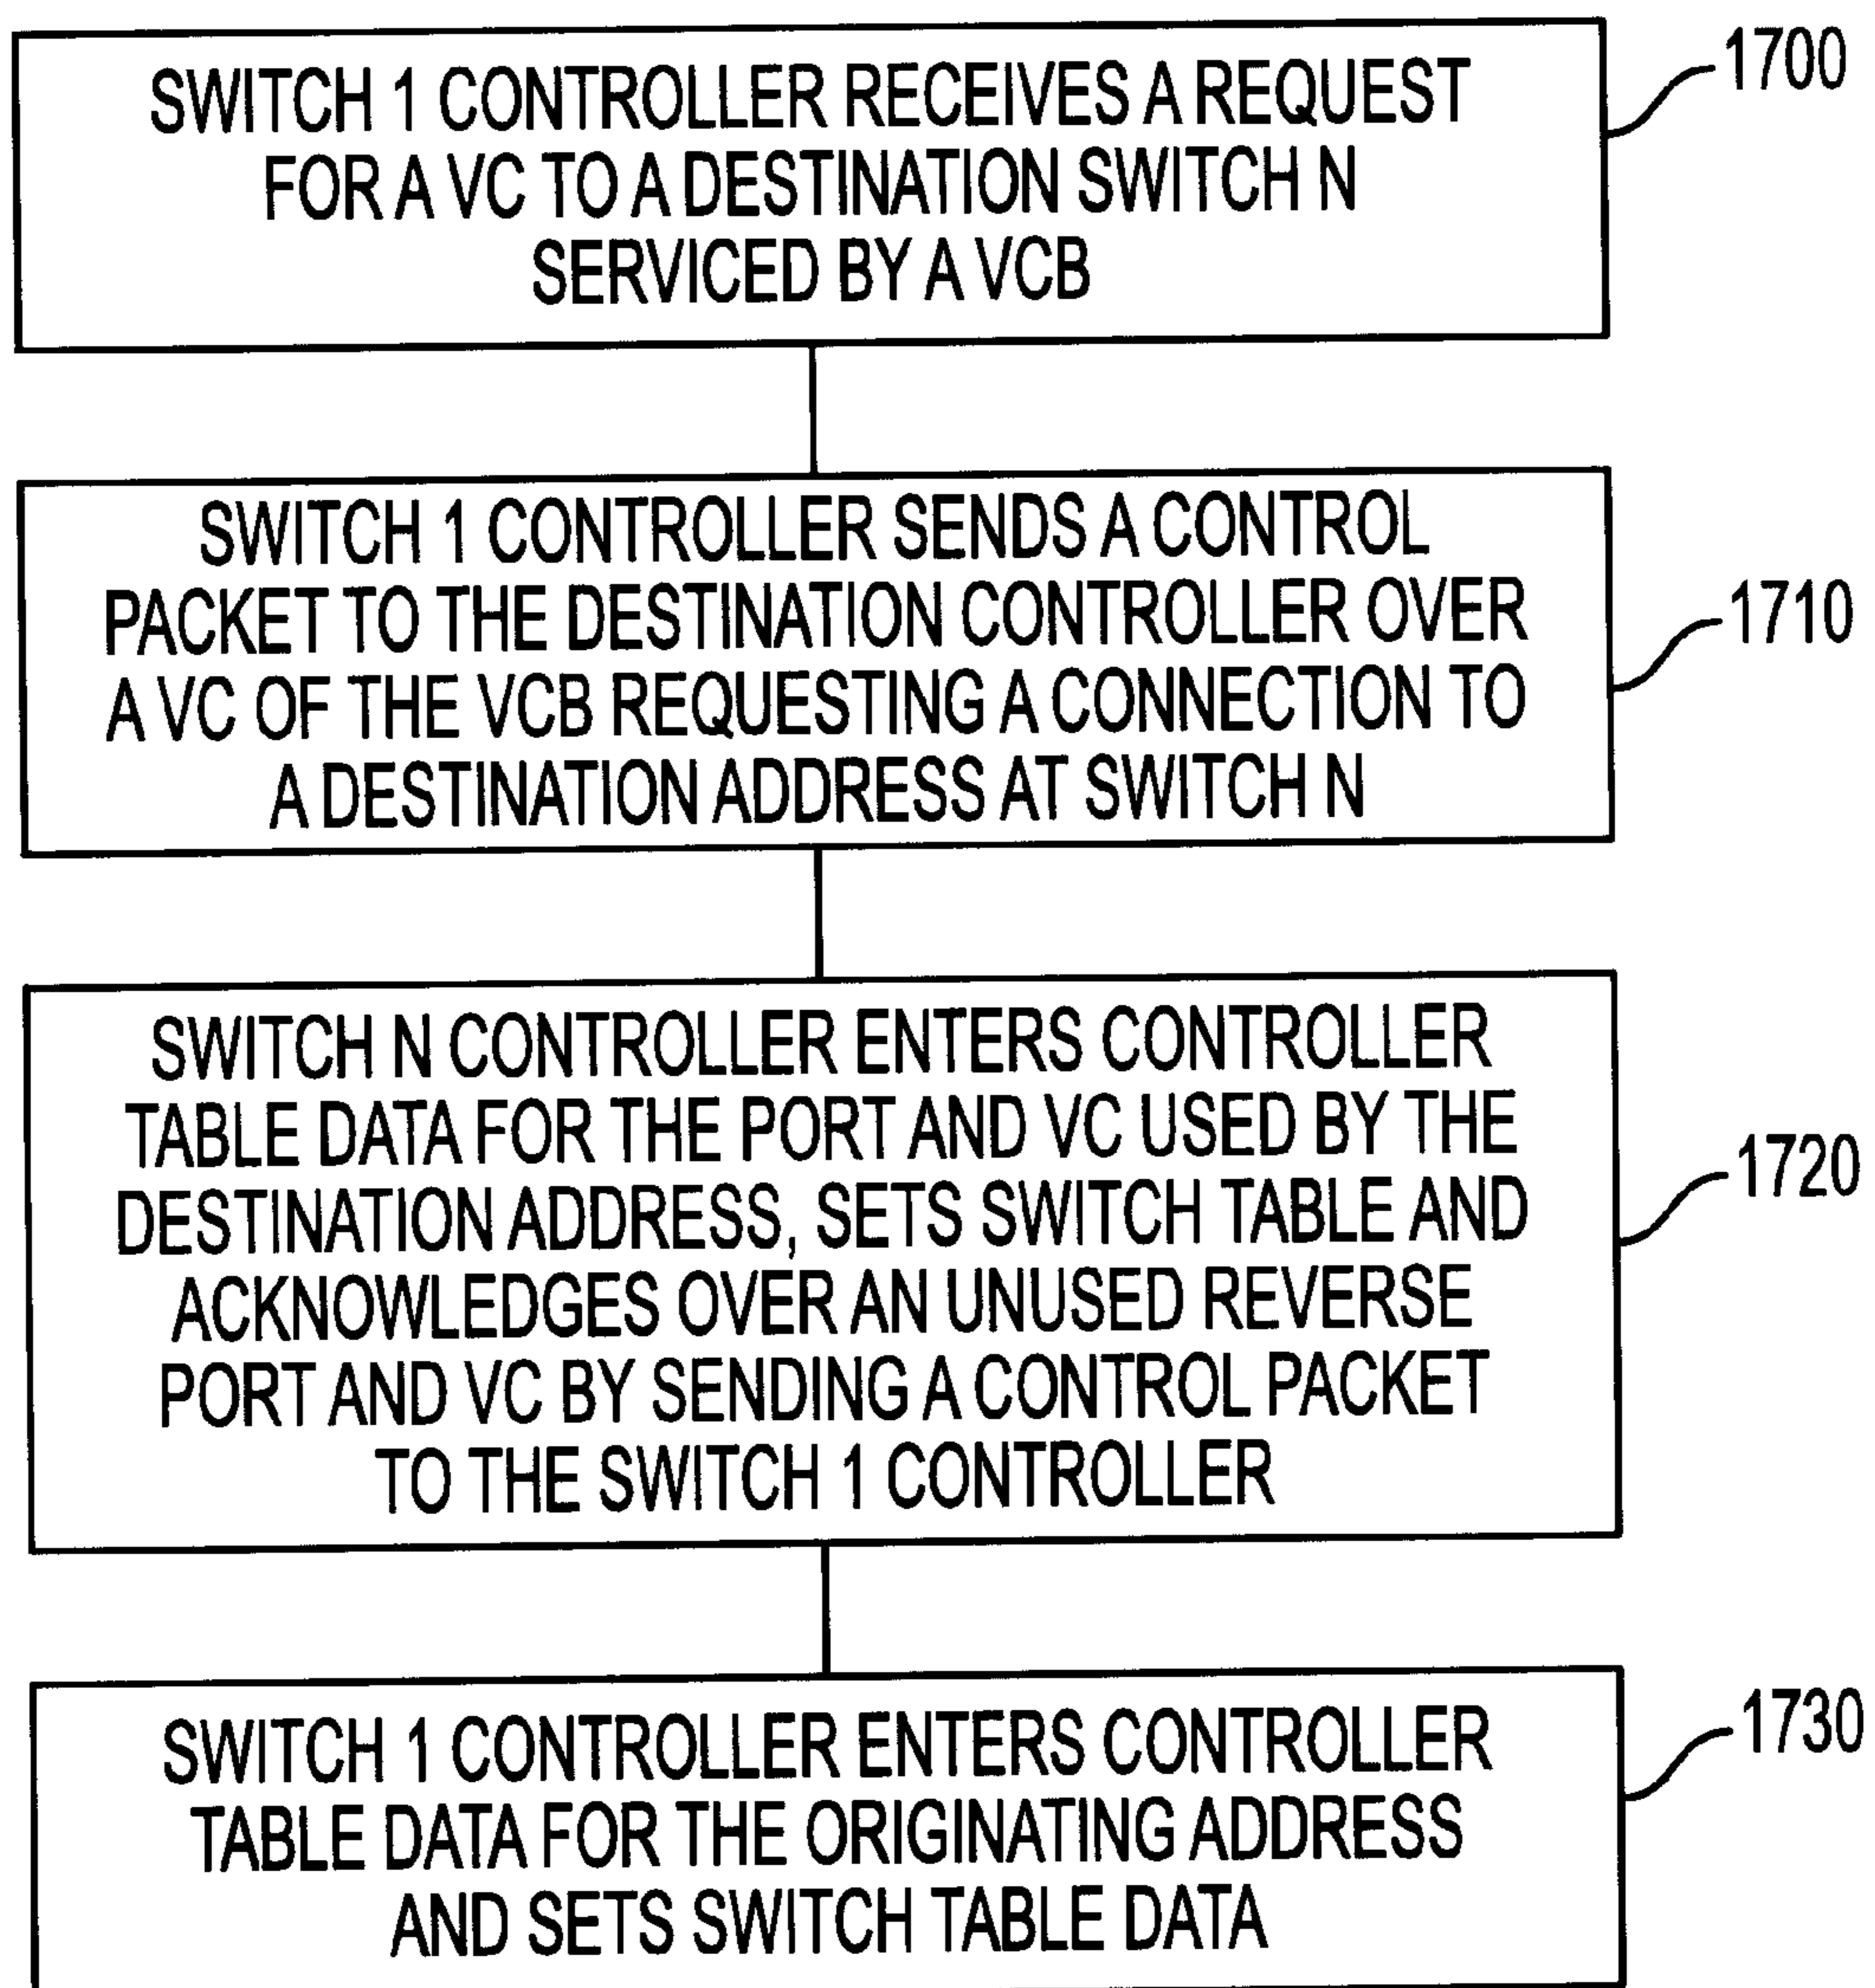 SWITCH 1 CONTROLLER RECEIVES A REQUEST
FOR A VC TO A DESTINATION SWITCH N
SERVICED BY A VCB
1700
SWITCH 1 CONTROLLER SENDS A CONTROL
PACKET TO THE DESTINATION CONTROLLER OVER
A VC OF THE VCB REQUESTING A CONNECTION TO
A DESTINATION ADDRESS AT SWITCH N
1710
SWITCH N CONTROLLER ENTERS CONTROLLER
TABLE DATA FOR THE PORT AND VC USED BY THE
DESTINATION ADDRESS, SETS SWITCH TABLE AND
ACKNOWLEDGES OVER AN UNUSED REVERSE
PORT AND VC BY SENDING A CONTROL PACKET
TO THE SWITCH 1 CONTROLLER
1720
SWITCH 1 CONTROLLER ENTERS CONTROLLER
TABLE DATA FOR THE ORIGINATING ADDRESS
AND SETS SWITCH TABLE DATA
1730